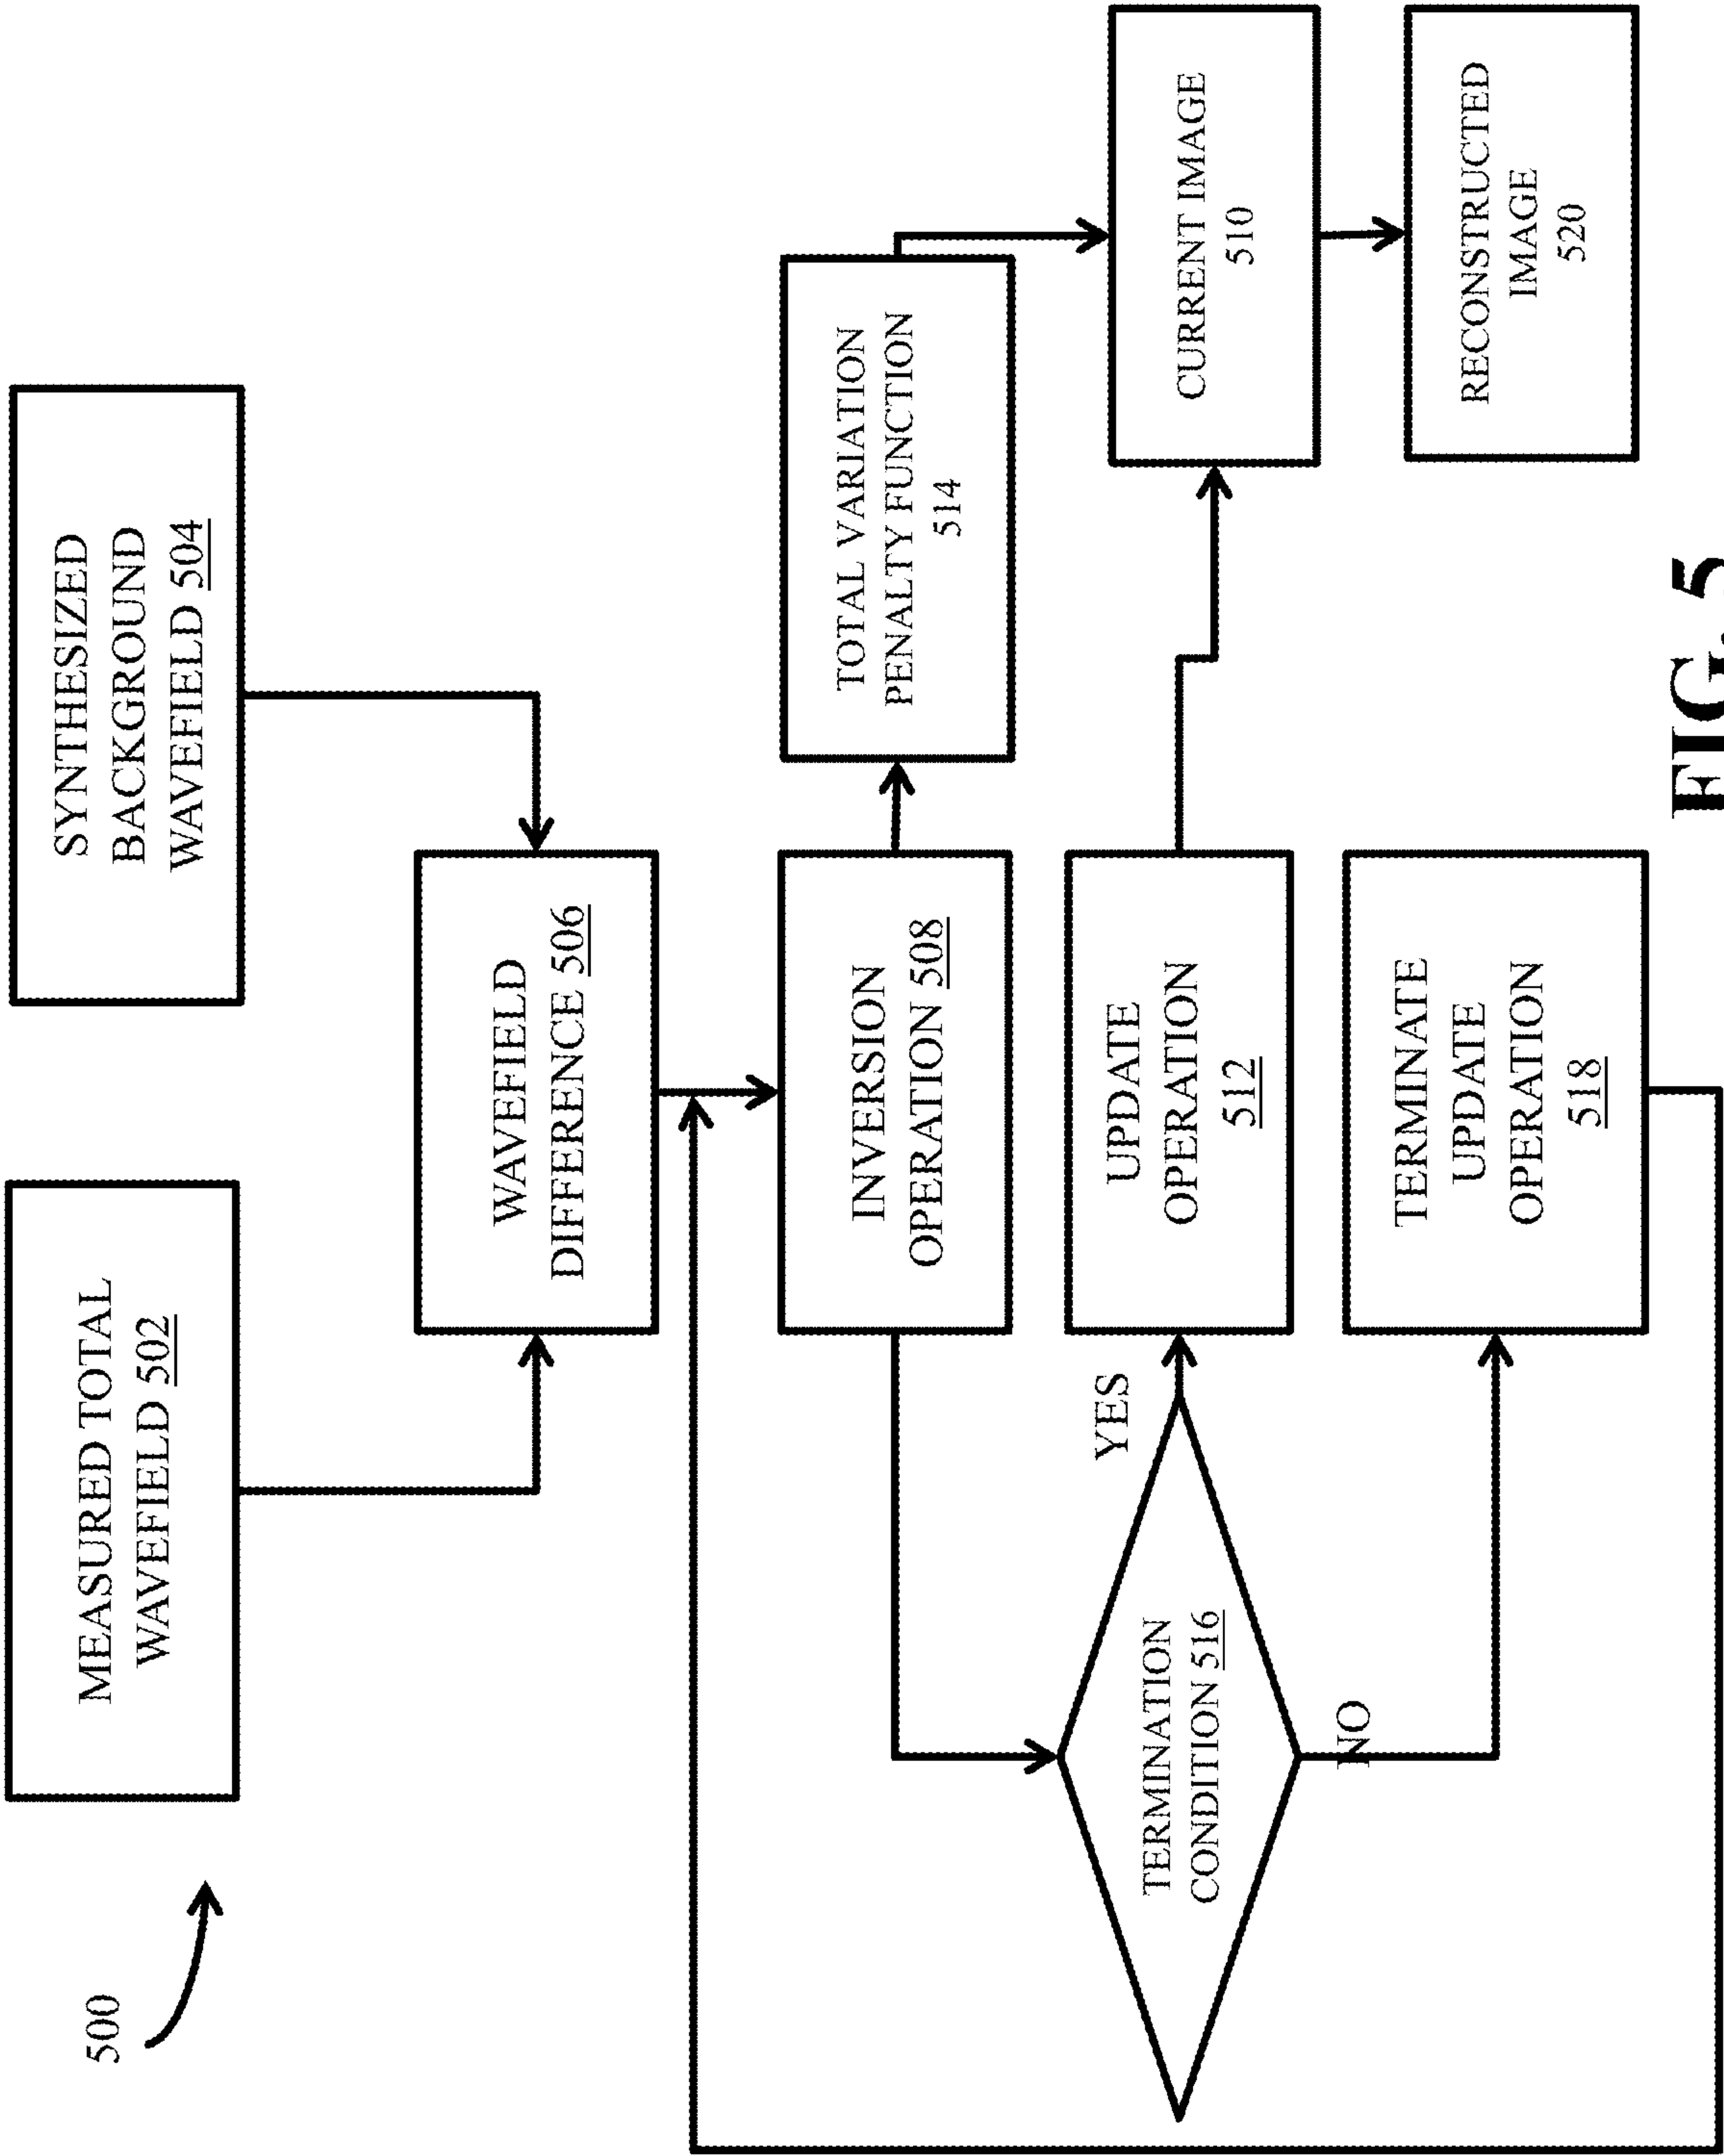 500
MEASURED TOTAL
WAVEFIELD 502
SYNTHESIZED
BACKGROUND
WAVEFIELD 504
WAVEFIELD
DIFFERENCE 506
INVERSION
OPERATION 508
TOTAL VARIATION
PENALTY FUNCTION
514
TERMINATION
CONDITION 516
YES
NO
UPDATE
OPERATION
512
CURRENT IMAGE
510
TERMINATE
UPDATE
OPERATION
518
RECONSTRUCTED
IMAGE
520
FIG. 5